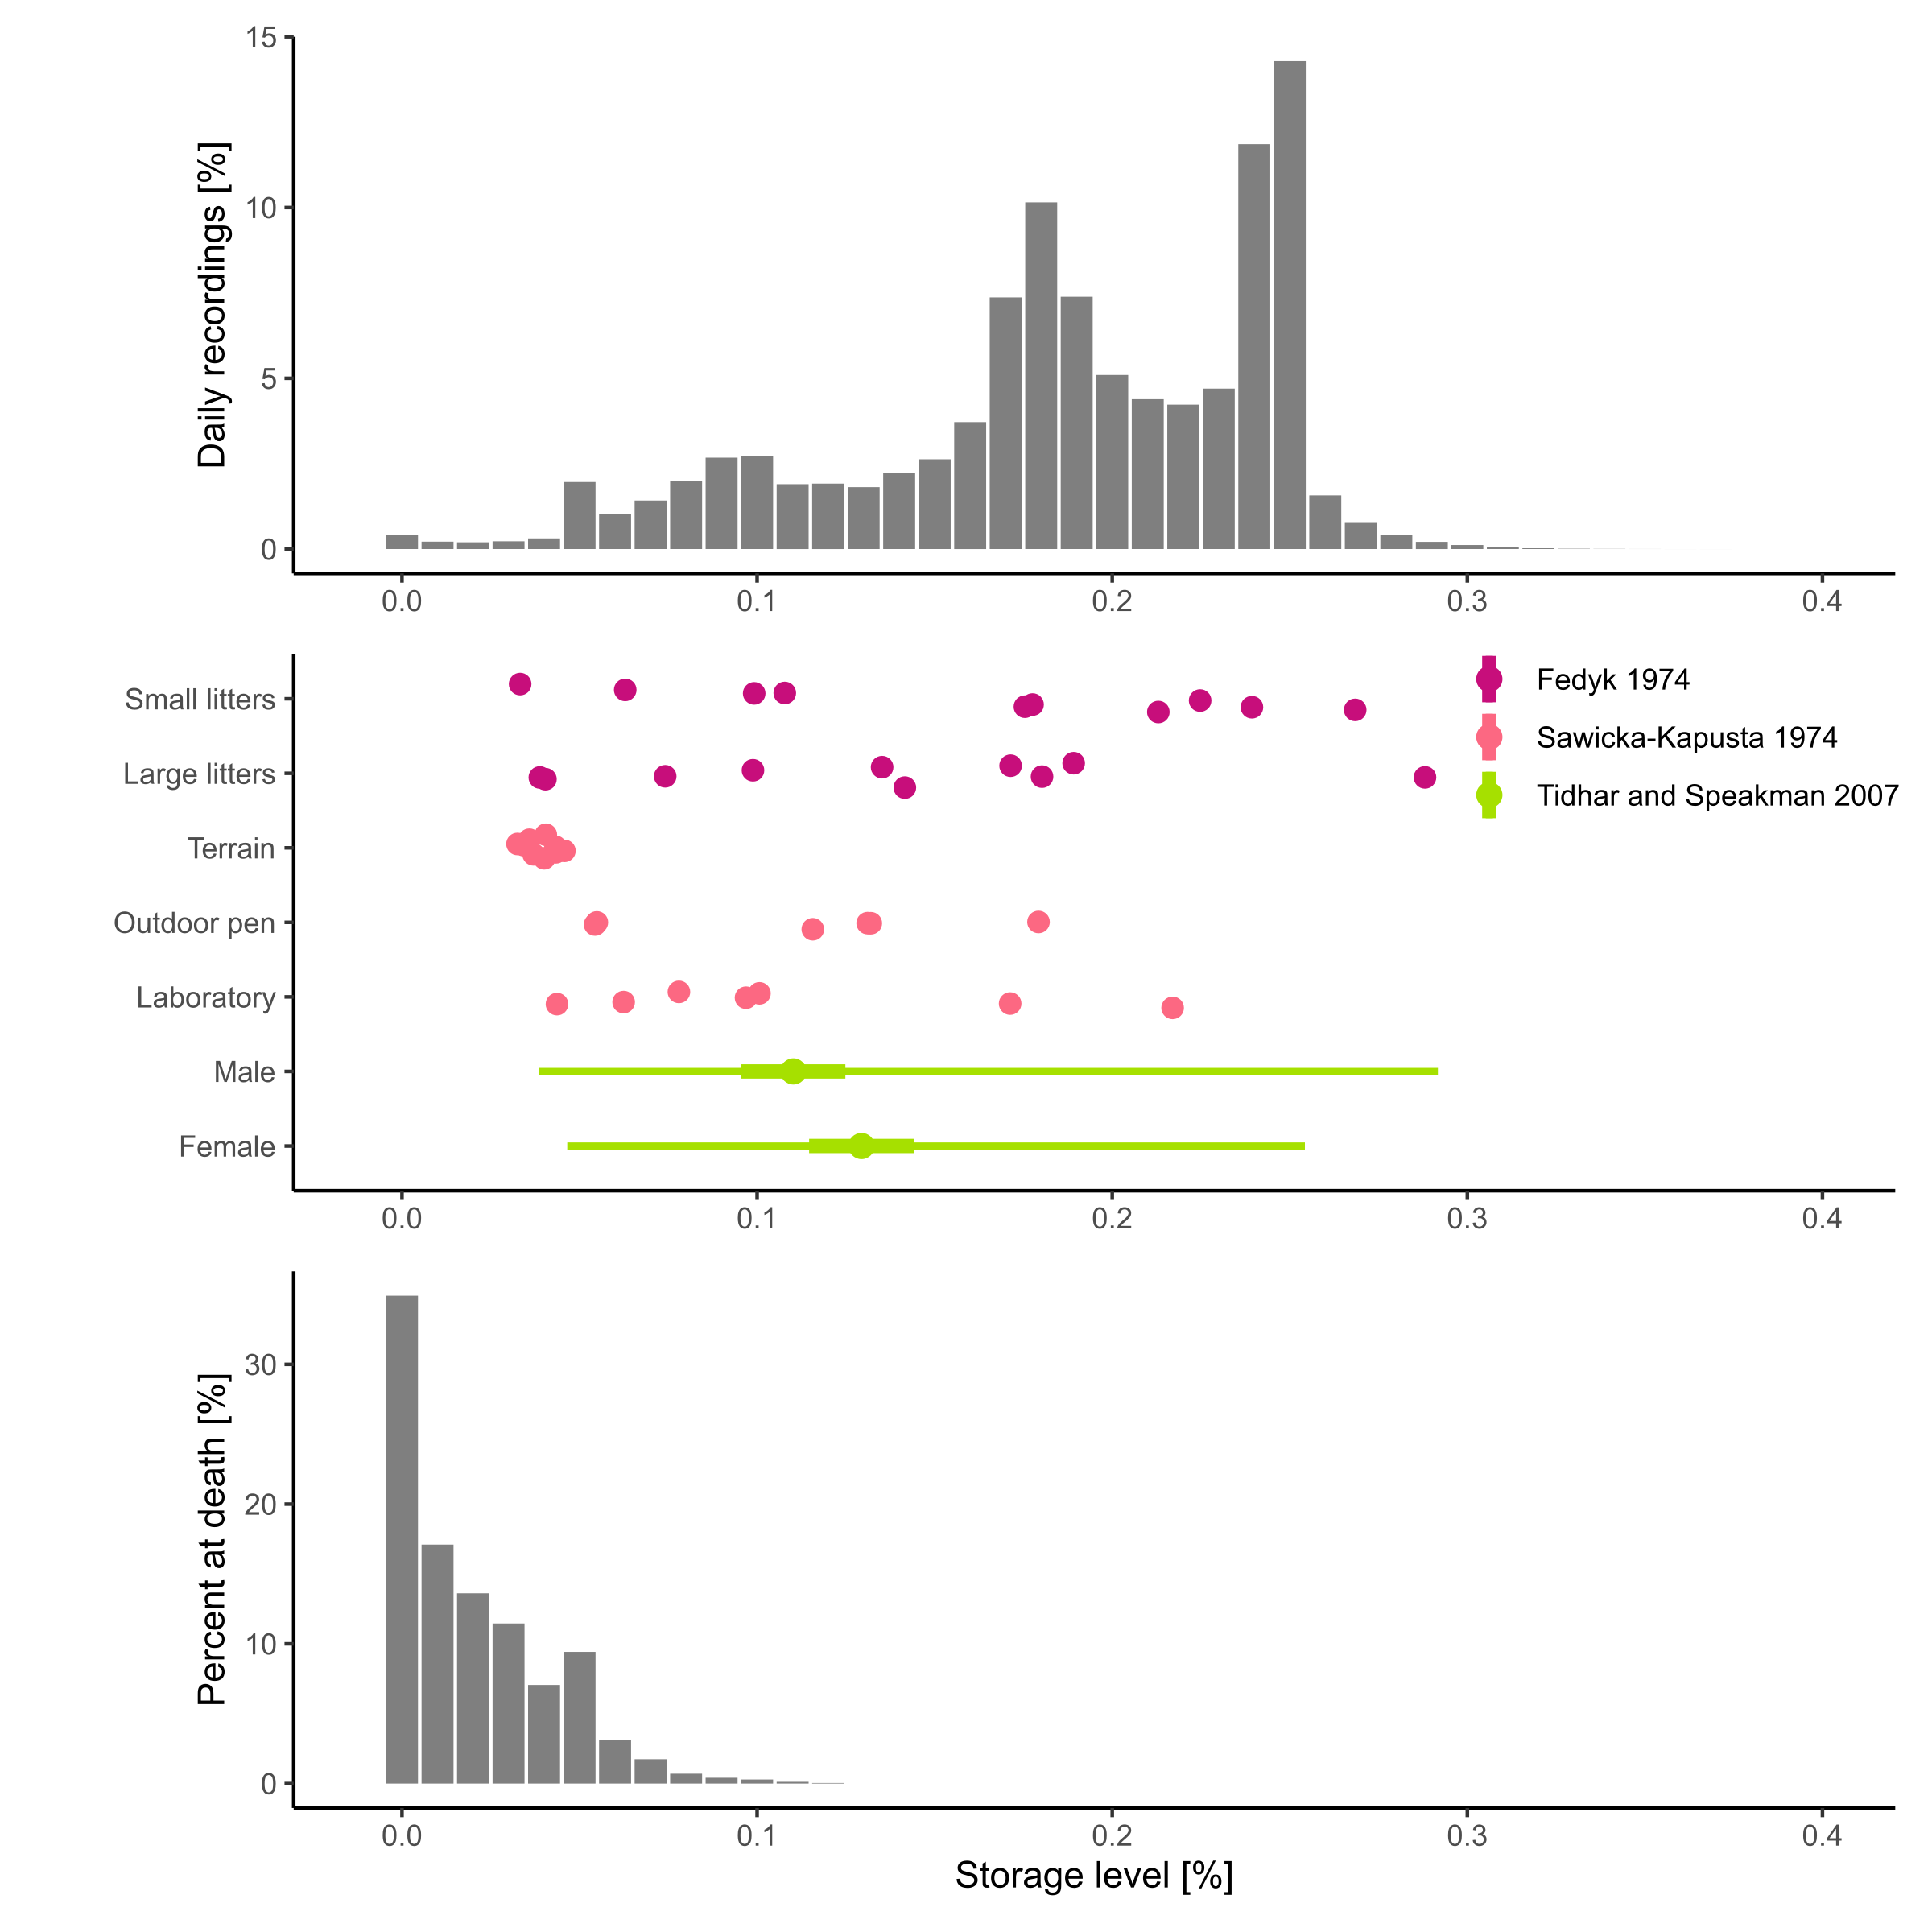 Daily recordings [%]
15
10
5
0
0.0 0.1 0.2 0.3 0.4
Small litters
Large litters
Terrain
Outdoor pen
Laboratory
Male
Female
Fedyk 1974
Sawicka-Kapusta 1974
Tidhar and Speakman 2007
0.0 0.1 0.2 0.3 0.4
Percent at death [%]
30
20
10
0
0.0 0.1 0.2 0.3 0.4
Storage level [%]